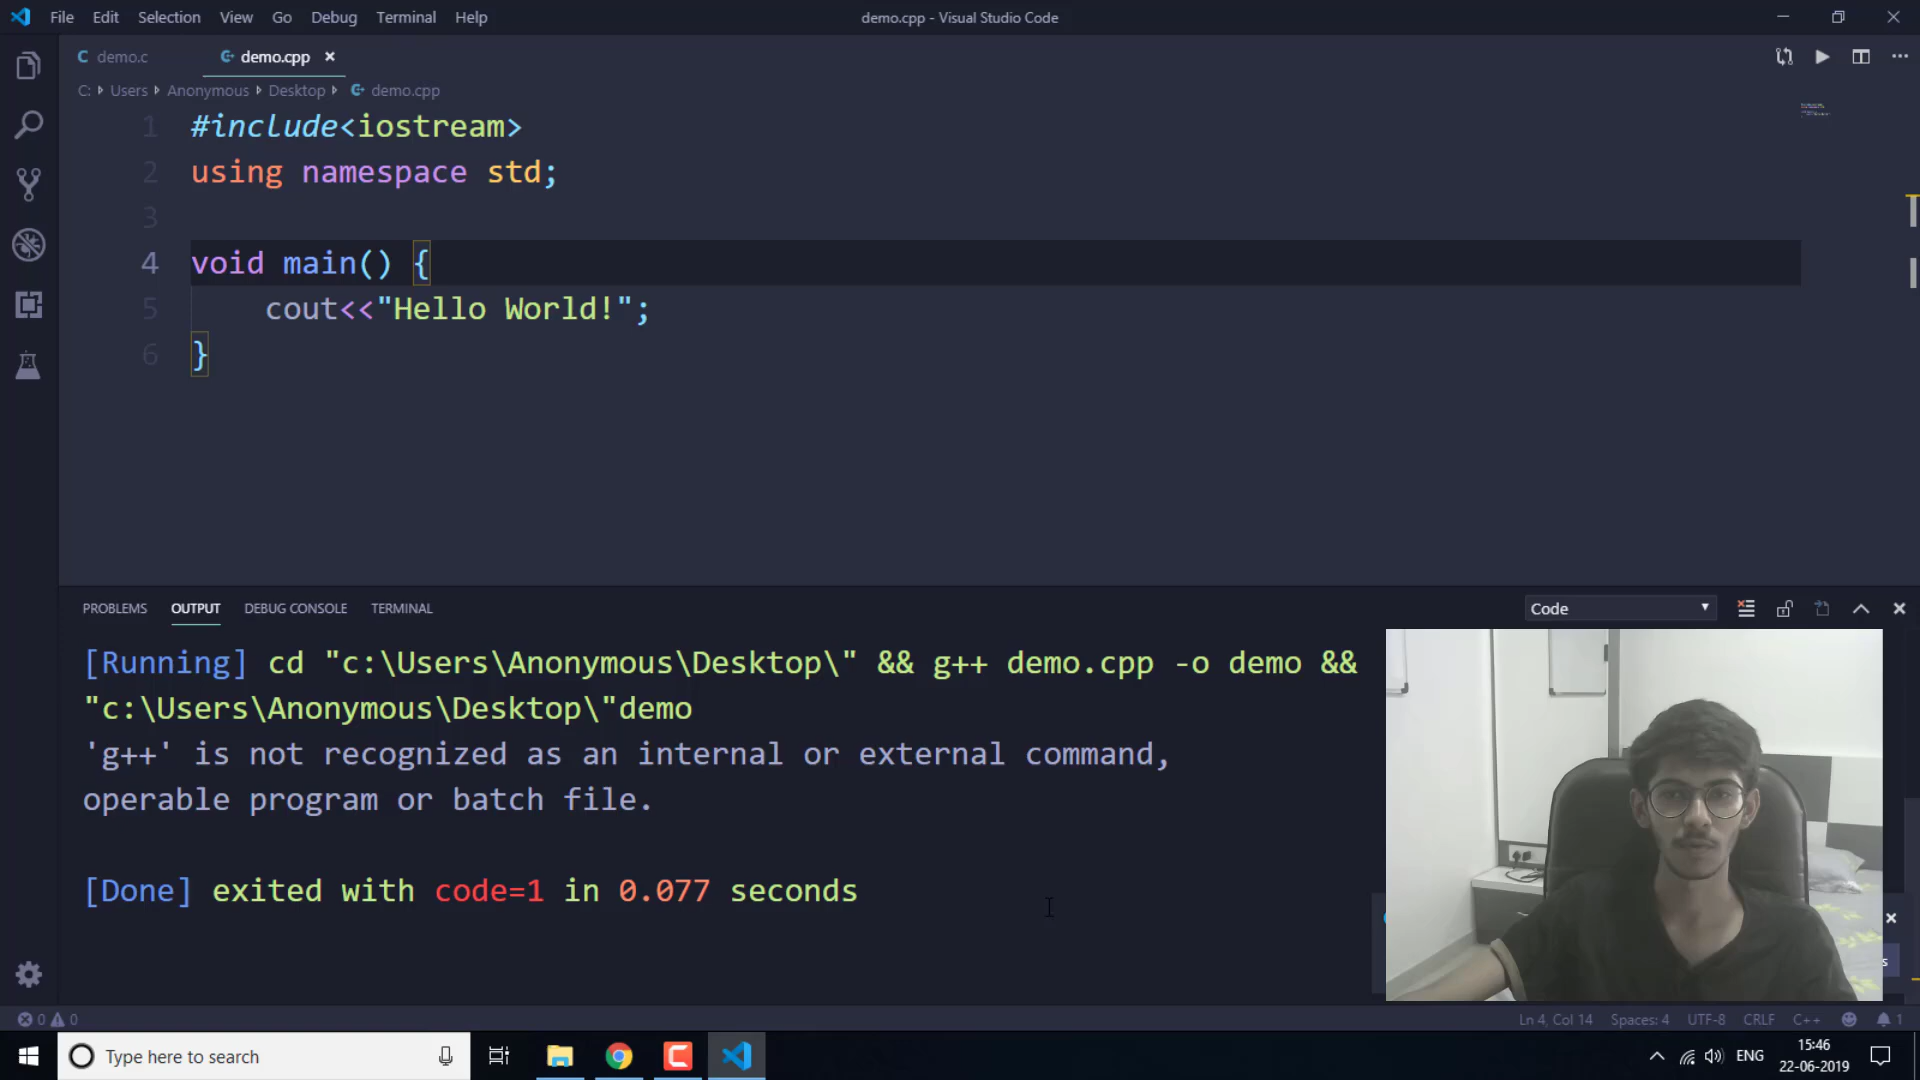 File Edit Selection View Go Debug Terminal Help demo.cpp - Visual Studio Code
C demo.c demo.cpp
C: Users Anonymous Desktop demo.cpp
1 #include<iostream>
2 using namespace std;
3
4 void main() {
5 cout<<"Hello World!";
6 }
PROBLEMS OUTPUT DEBUG CONSOLE TERMINAL Code
[Running] cd "c:\Users\Anonymous\Desktop\" && g++ demo.cpp -o demo &&
"c:\Users\Anonymous\Desktop\"demo
'g++' is not recognized as an internal or external command,
operable program or batch file.
[Done] exited with code=1 in 0.077 seconds
0 0 Ln 4, Col 14 Spaces: 4 UTF-8 CRLF C++ 1
Type here to search ENG 15:46
22-06-2019